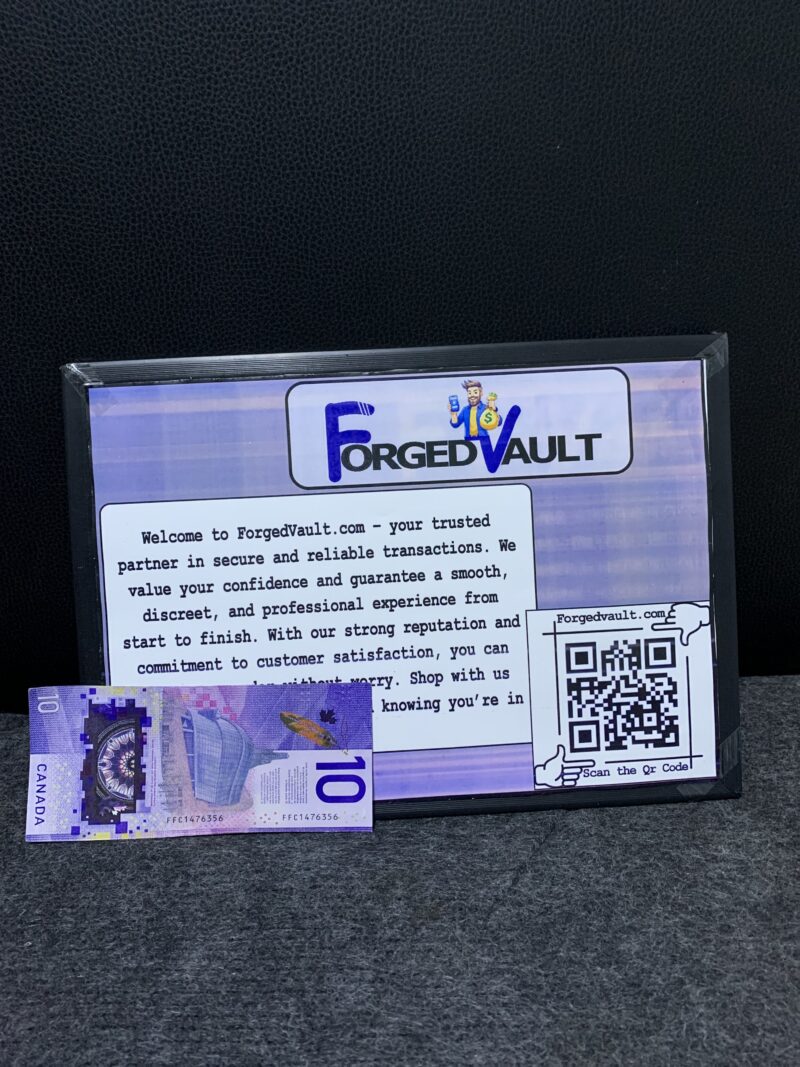 FORGEDVAULT
Welcome to ForgedVault.com – your trusted
partner in secure and reliable transactions. We
value your confidence and guarantee a smooth,
discreet, and professional experience from
start to finish. With our strong reputation and
commitment to customer satisfaction, you can
without worry. Shop with us
knowing you're in
Forgedvault.com
Scan the Qr Code
10
CANADA
10
FFC1476356
FFC1476356